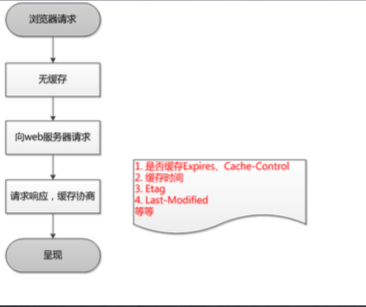 浏览器请求
无缓存
向web服务器请求
请求响应，缓存协商
呈现
1. 是否缓存Expires、Cache-Control
2. 缓存时间
3. Etag
4. Last-Modified
等等